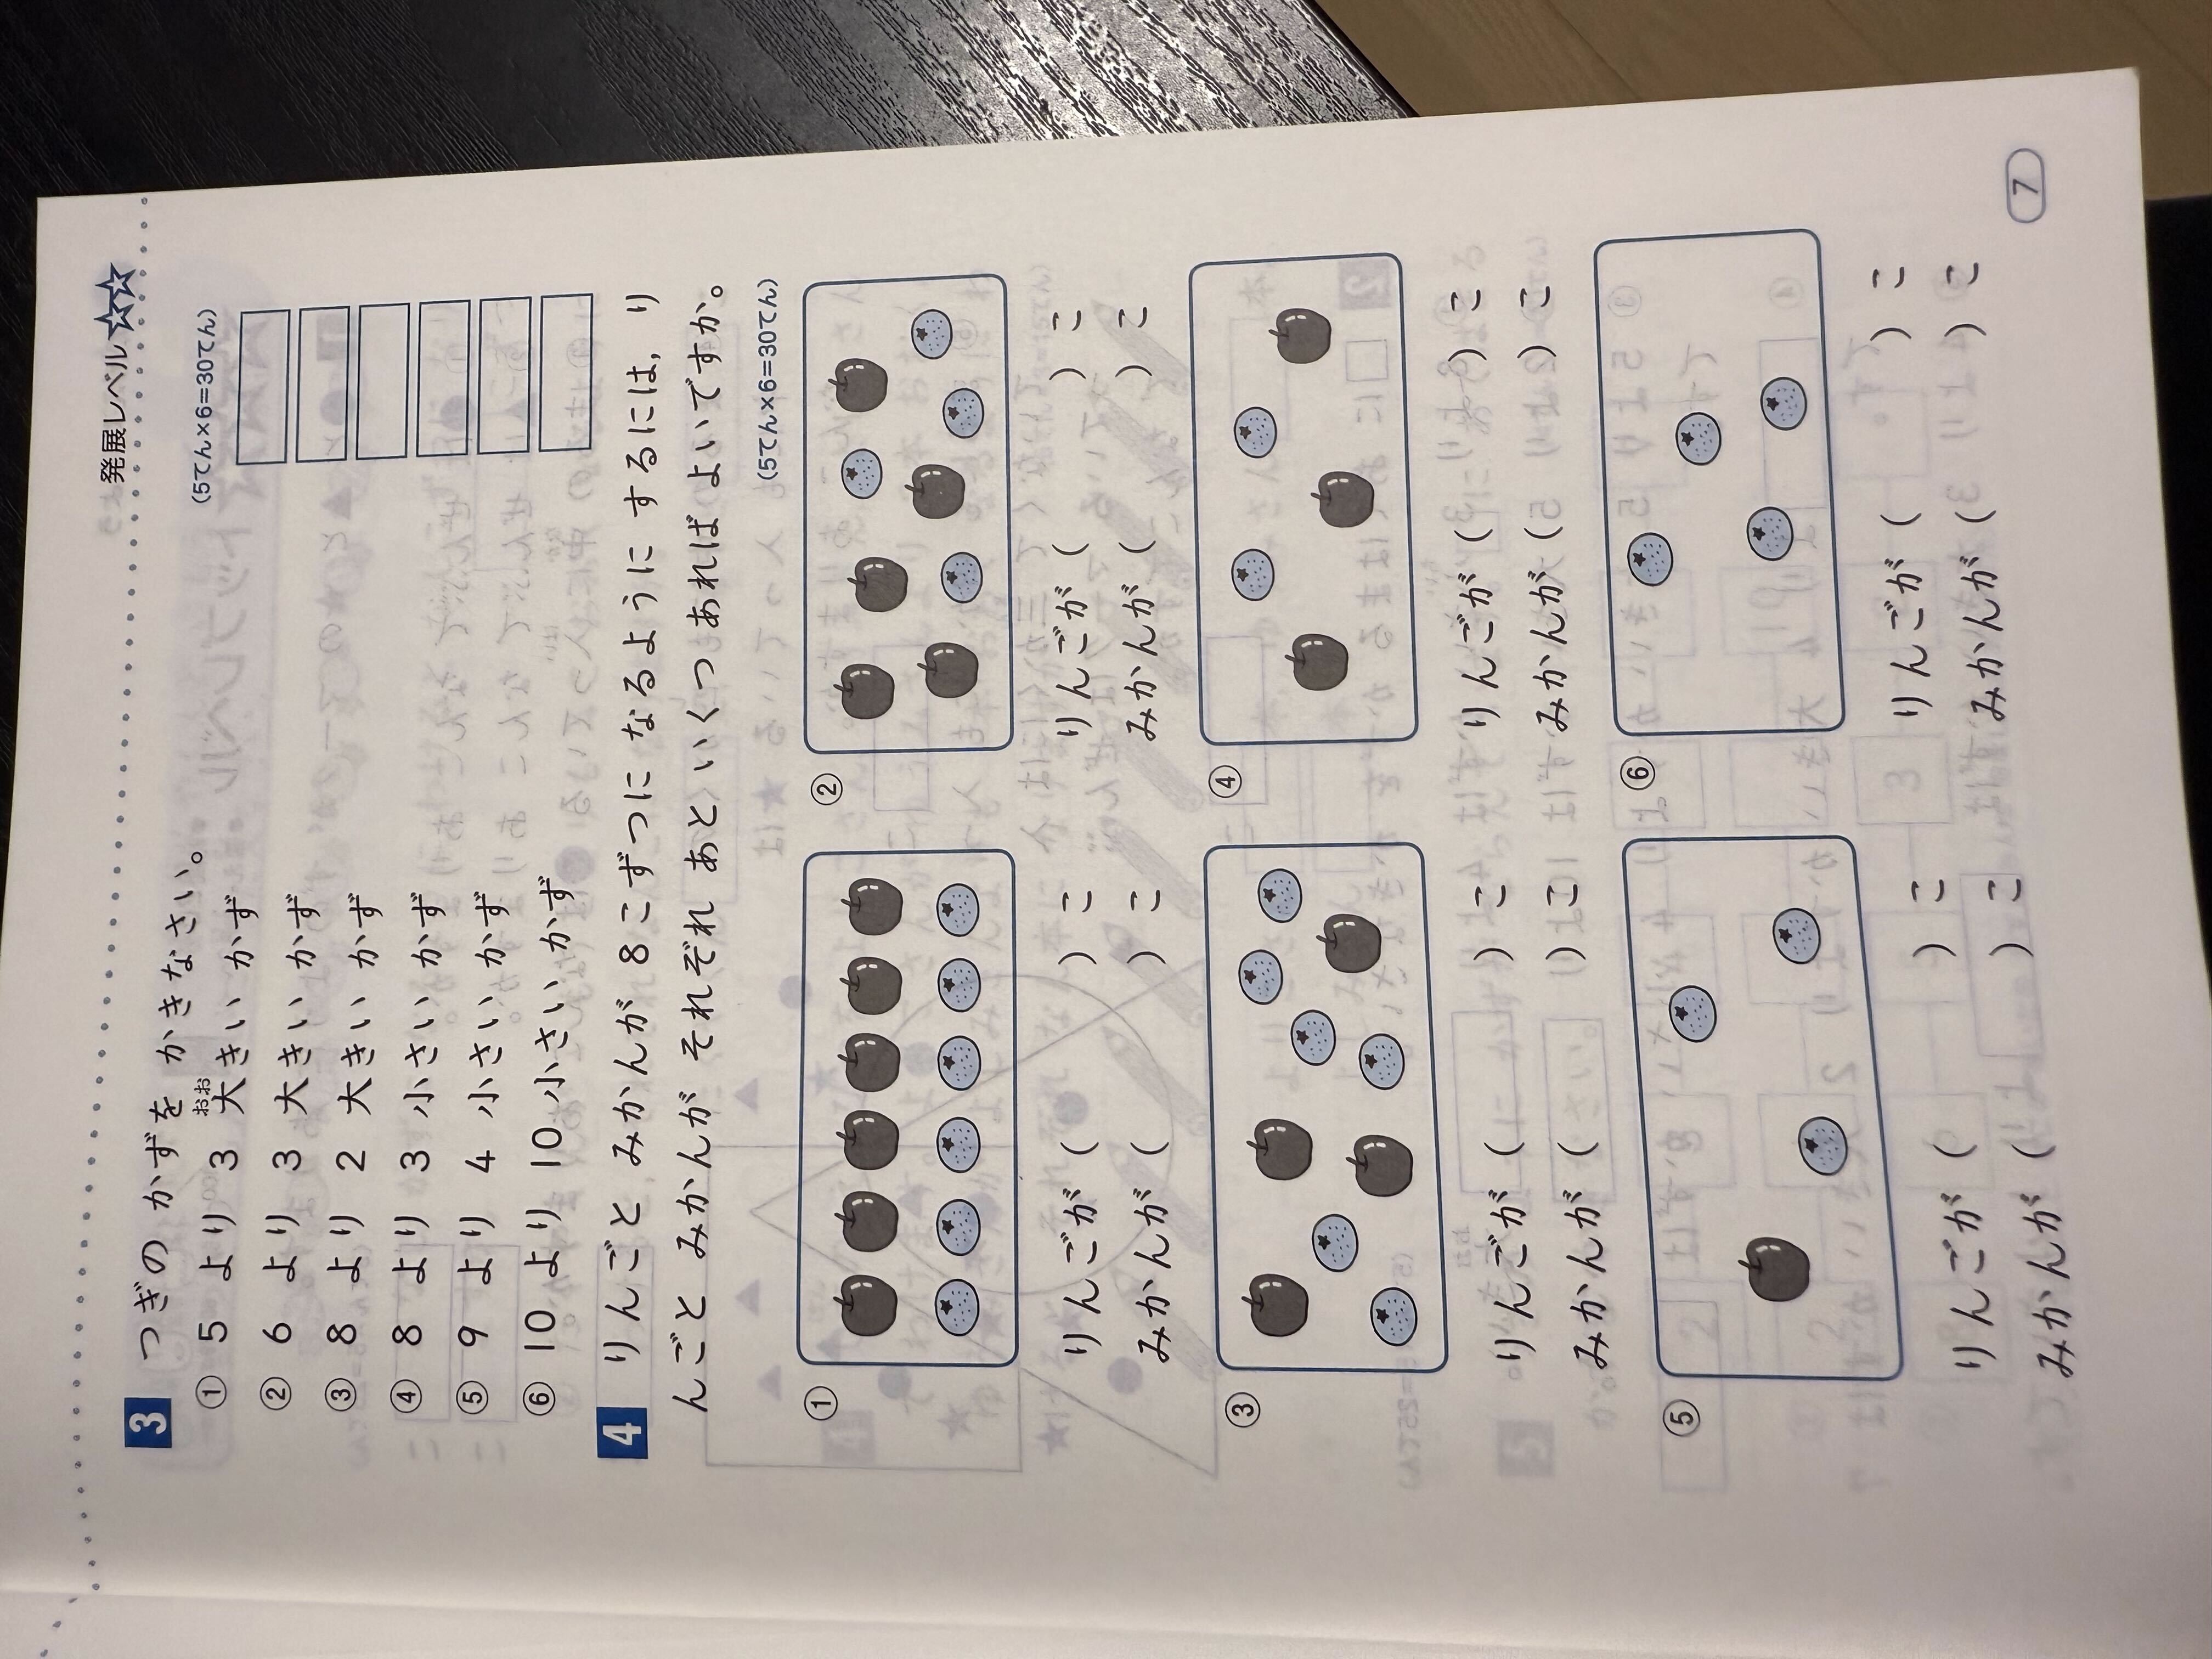 発展レベル
3 つぎの かずを かきなさい。
(5てん×6=30てん)
① 5 より 3 大きい かず
おお
② 6 より 3 大きい かず
③ 8 より 2 大きい かず
④ 8 より 3 小さい かず
⑤ 9 より 4 小さい かず
⑥ 10 より 10 小さい かず
4 りんごと みかんが 8こずつに なるように するには, り
んごと みかんが それぞれ あと いくつ あれば よいですか。
(5てん×6=30てん)
①
りんごが ( ) こ
みかんが ( ) こ
②
りんごが ( ) こ
みかんが ( ) こ
③
りんごが ( ) こ
みかんが ( ) こ
④
りんごが ( ) こ
みかんが ( ) こ
⑤
りんごが ( ) こ
みかんが ( ) こ
⑥
りんごが ( ) こ
みかんが ( ) こ
7